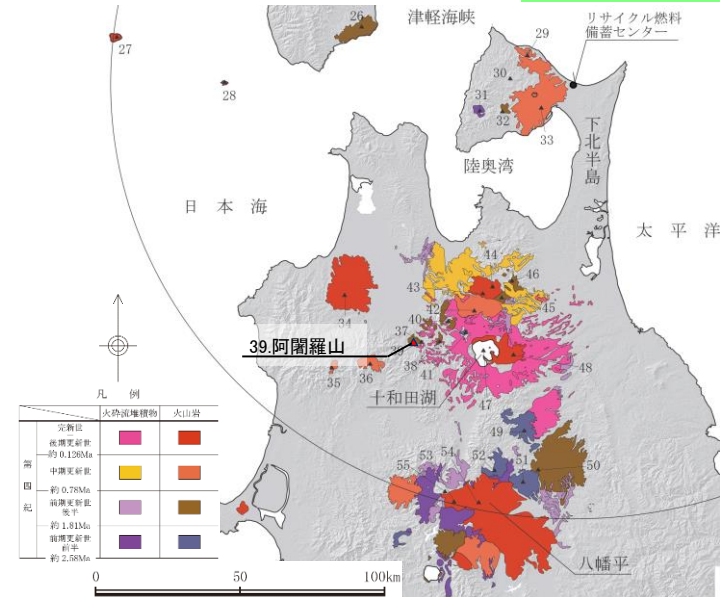 津軽海峡
リサイクル燃料
備蓄センター
26
27
28
29
30
31
32
33
下北半島
陸奥湾
日本海
太平洋
44
43
46
42
45
40
34
37
39.阿闍羅山
38
41
35
36
48
十和田湖
47
49
凡例
火砕流堆積物
火山岩
第四紀
完新世
～
後期更新世
約 0.126Ma
中期更新世
約 0.78Ma
前期更新世
後半
約 1.81Ma
前期更新世
前半
約 2.58Ma
55
53
54
52
51
50
八幡平
0
50
100km